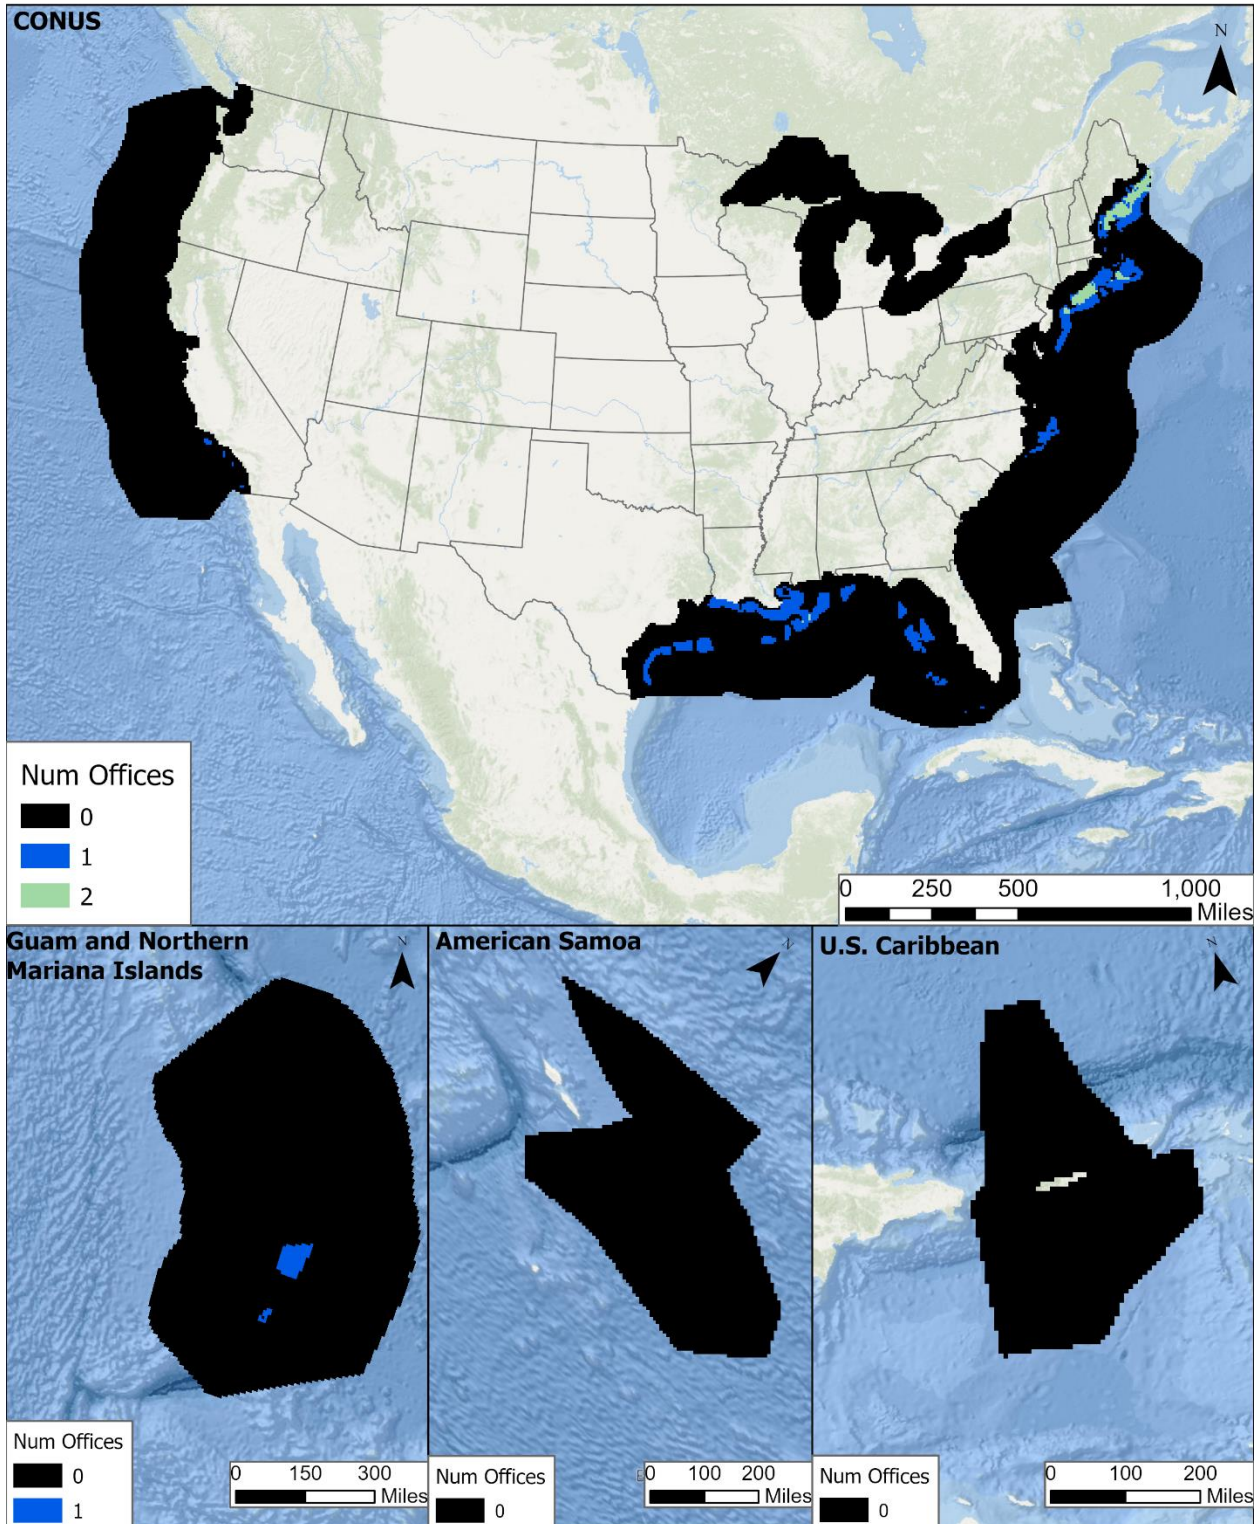 CONUS
N
Num Offices
0
1
2
0 250 500 1,000
Miles
Guam and Northern
Mariana Islands
N
Num Offices
0
1
0 150 300
Miles
American Samoa
N
Num Offices
0
0 100 200
Miles
U.S. Caribbean
N
Num Offices
0
0 100 200
Miles